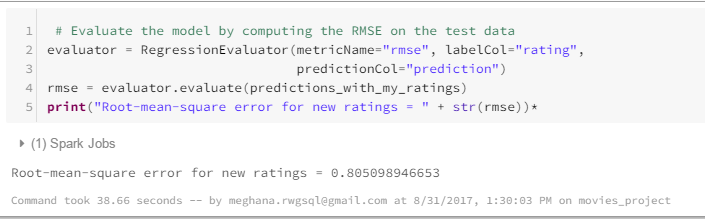 1 # Evaluate the model by computing the RMSE on the test data
2 evaluator = RegressionEvaluator(metricName="rmse", labelCol="rating",
3 predictionCol="prediction")
4 rmse = evaluator.evaluate(predictions_with_my_ratings)
5 print("Root-mean-square error for new ratings = " + str(rmse))*
(1) Spark Jobs
Root-mean-square error for new ratings = 0.805098946653
Command took 38.66 seconds -- by meghana.rwgsql@gmail.com at 8/31/2017, 1:30:03 PM on movies_project